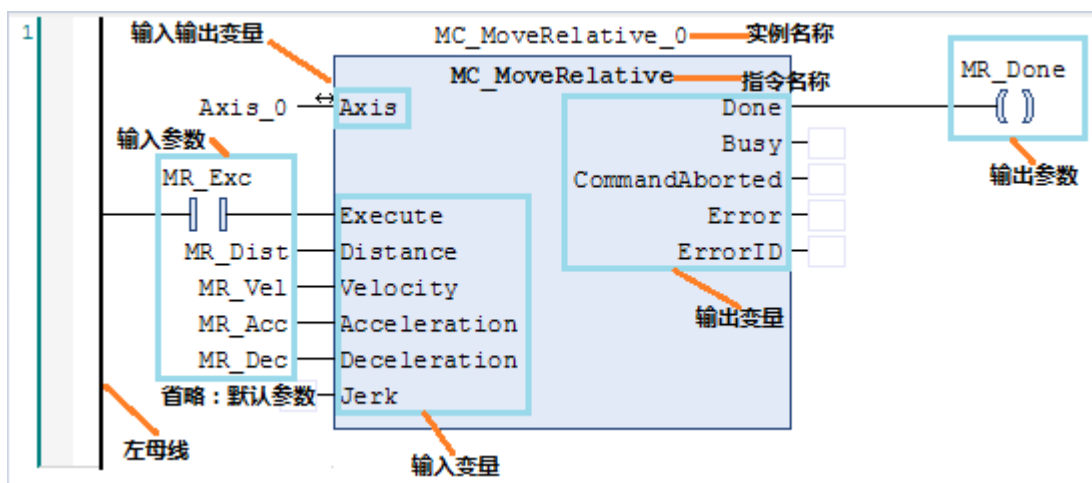 1
输入输出变量
MC_MoveRelative_0
实例名称
MC_MoveRelative
指令名称
MR_Done
Axis_0
Axis
Done
输入参数
Busy
MR_Exc
CommandAborted
输出参数
Execute
Error
MR_Dist
Distance
ErrorID
MR_Vel
Velocity
输出变量
MR_Acc
Acceleration
MR_Dec
Deceleration
省略：默认参数
Jerk
左母线
输入变量